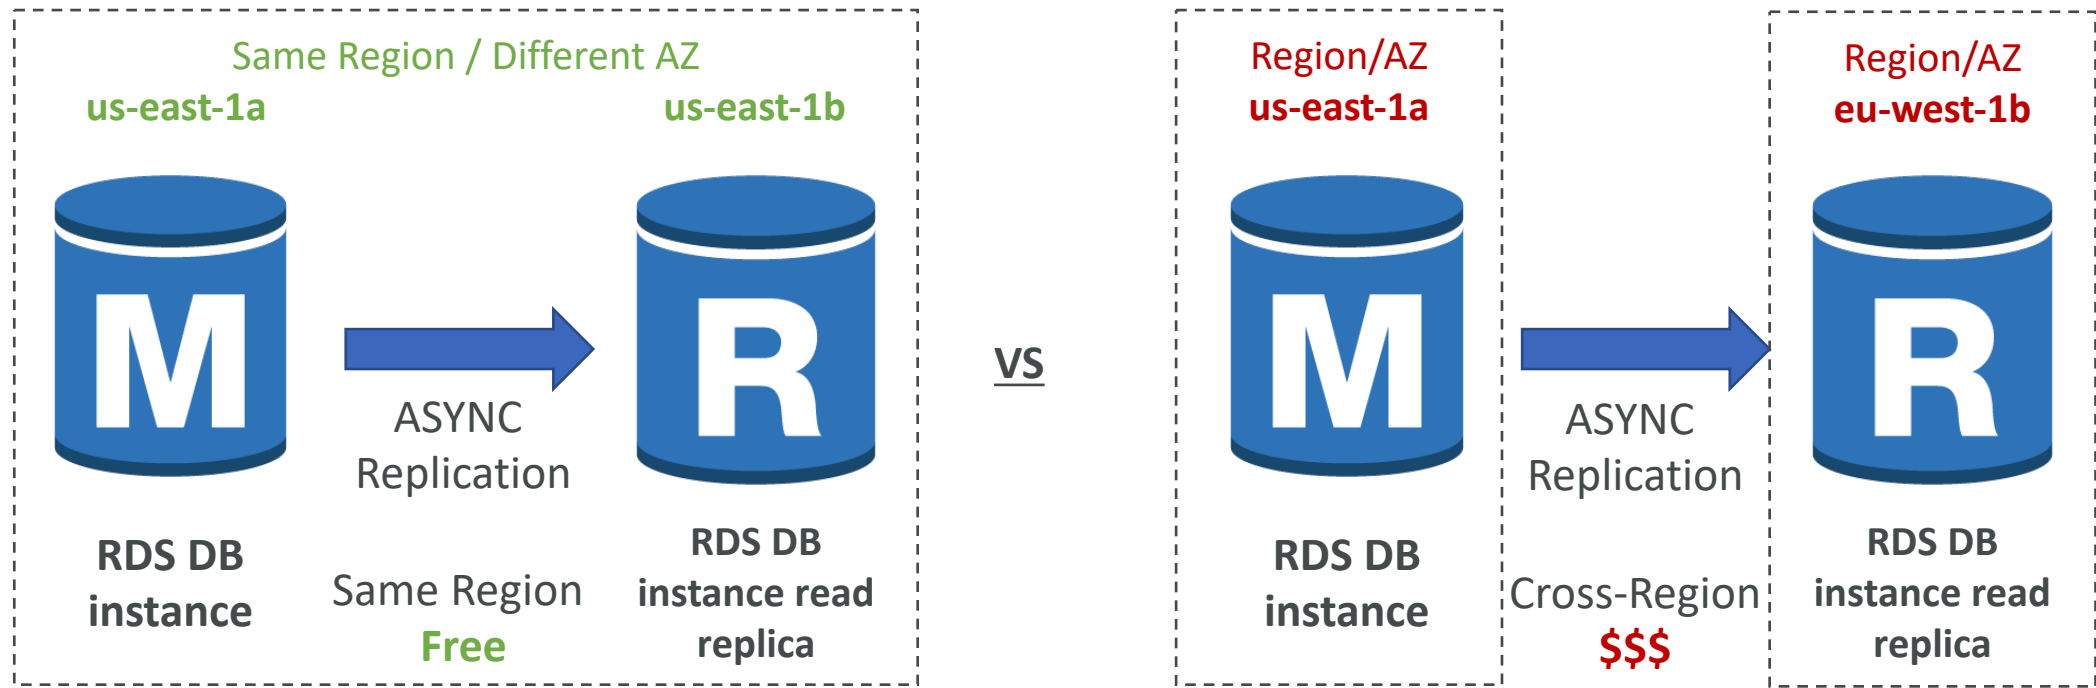 Same Region / Different AZ
us-east-1a
us-east-1b
M
R
ASYNC
Replication
RDS DB
instance
Same Region
Free
RDS DB
instance read
replica
VS
Region/AZ
us-east-1a
M
RDS DB
instance
ASYNC
Replication
Cross-Region
$$$
Region/AZ
eu-west-1b
R
RDS DB
instance read
replica